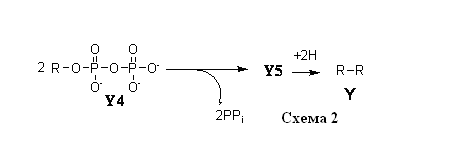 O O
2 R-O-P-O-P-O- Y5 +2H R-R
O- O-
Y4 Y
2PPi Схема 2